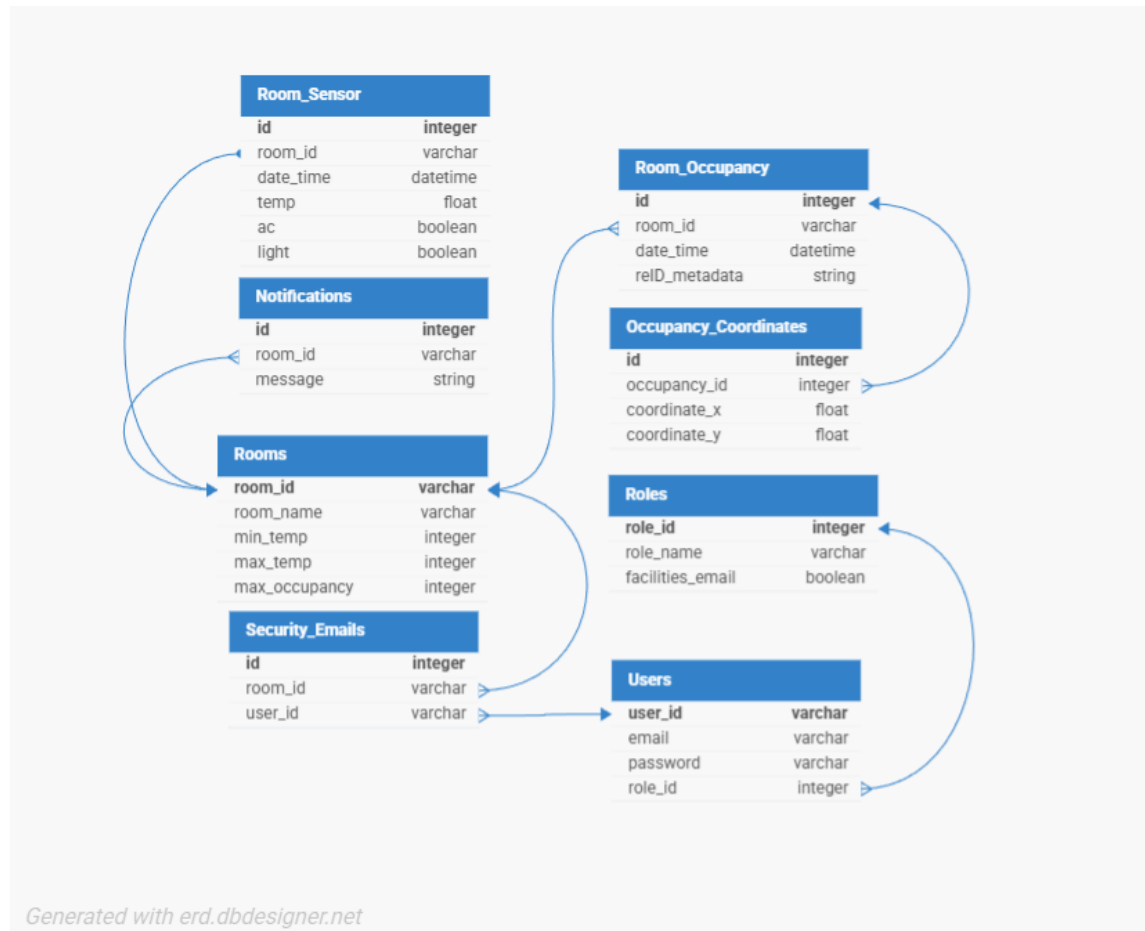 Room_Sensor
id integer
room_id varchar
date_time datetime
temp float
ac boolean
light boolean
Notifications
id integer
room_id varchar
message string
Rooms
room_id varchar
room_name varchar
min_temp integer
max_temp integer
max_occupancy integer
Security_Emails
id integer
room_id varchar
user_id varchar
Room_Occupancy
id integer
room_id varchar
date_time datetime
reID_metadata string
Occupancy_Coordinates
id integer
occupancy_id integer
coordinate_x float
coordinate_y float
Roles
role_id integer
role_name varchar
facilities_email boolean
Users
user_id varchar
email varchar
password varchar
role_id integer
Generated with erd.dbdesigner.net